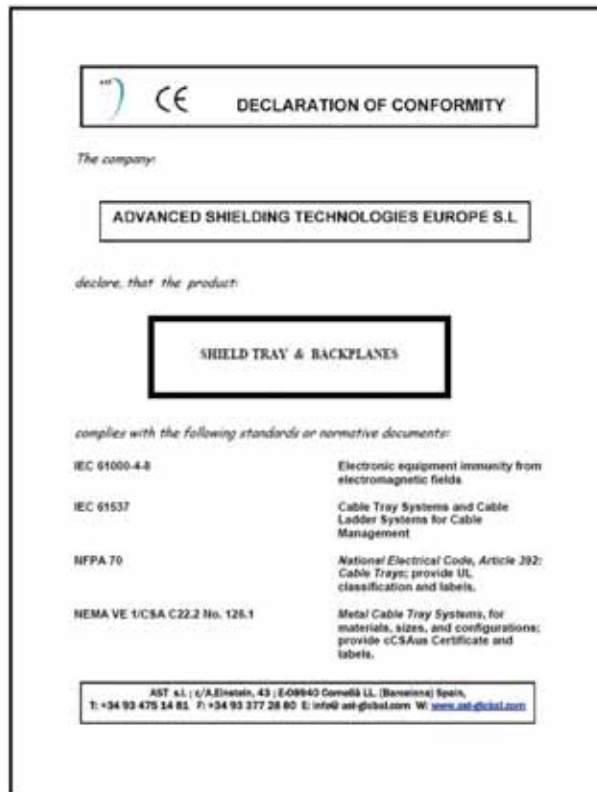 AST
CE
DECLARATION OF CONFORMITY
The company:
ADVANCED SHIELDING TECHNOLOGIES EUROPE S.L
declare, that the product:
SHIELD TRAY & BACKPLANES
complies with the following standards or normative documents:
IEC 61000-4-8 Electronic equipment immunity from
electromagnetic fields
IEC 61537 Cable Tray Systems and Cable
Ladder Systems for Cable
Management
NFPA 70 National Electrical Code, Article 392:
Cable Trays; provide UL
classification and labels.
NEMA VE 1/CSA C22.2 No. 126.1 Metal Cable Tray Systems, for
materials, sizes, and configurations;
provide cCSAus Certificate and
labels.
AST s.l. ; c/A.Einstein, 43 ; E-08940 Cornellà LL. (Barcelona) Spain,
T: +34 93 475 14 81 F: +34 93 377 28 80 E: info@ ast-global.com W: www.ast-global.com